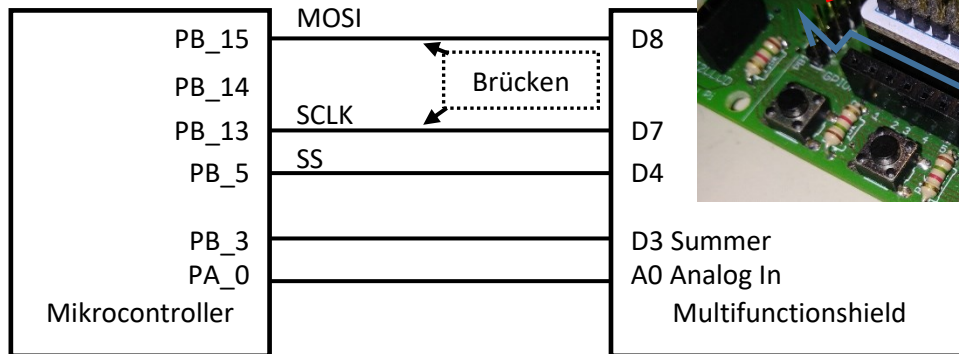 MOSI
PB_15 D8
Brücken
PB_14
SCLK
PB_13 D7
SS
PB_5 D4
PB_3 D3 Summer
PA_0 A0 Analog In
Mikrocontroller Multifunctionshield